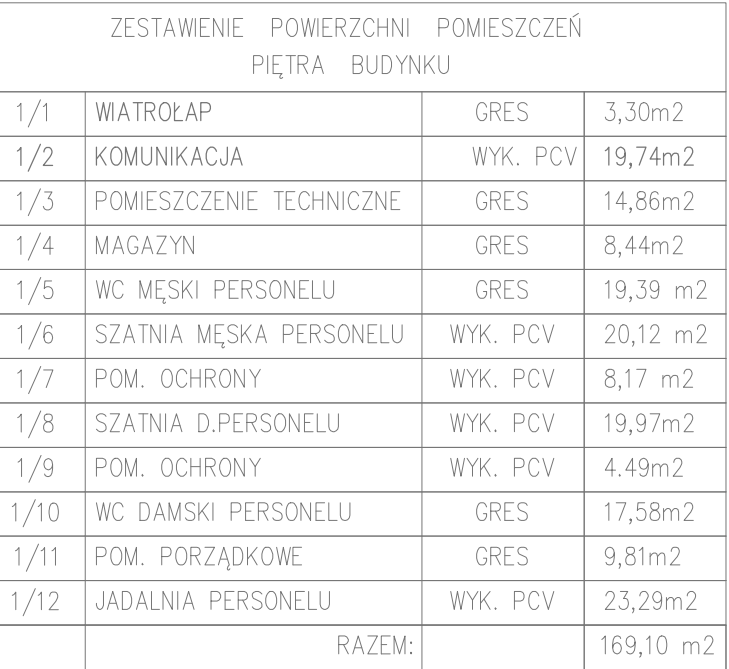 ZESTAWIENIE POWIERZCHNI POMIESZCZEŃ
PIĘTRA BUDYNKU
1/1 WIATROŁAP GRES 3,30m2
1/2 KOMUNIKACJA WYK. PCV 19,74m2
1/3 POMIESZCZENIE TECHNICZNE GRES 14,86m2
1/4 MAGAZYN GRES 8,44m2
1/5 WC MĘSKI PERSONELU GRES 19,39 m2
1/6 SZATNIA MĘSKA PERSONELU WYK. PCV 20,12 m2
1/7 POM. OCHRONY WYK. PCV 8,17 m2
1/8 SZATNIA D.PERSONELU WYK. PCV 19,97m2
1/9 POM. OCHRONY WYK. PCV 4.49m2
1/10 WC DAMSKI PERSONELU GRES 17,58m2
1/11 POM. PORZĄDKOWE GRES 9,81m2
1/12 JADALNIA PERSONELU WYK. PCV 23,29m2
RAZEM: 169,10 m2